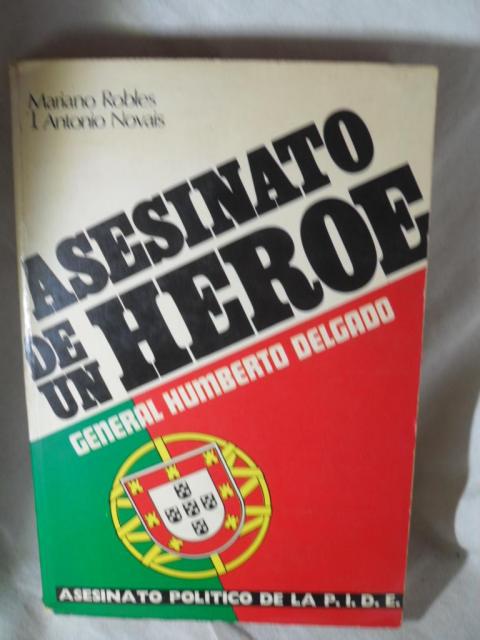 Mariano Robles
J. Antonio Novais
ASESINATO
DE
UN HEROE
GENERAL HUMBERTO DELGADO
ASESINATO POLITICO DE LA P.I.D.E.